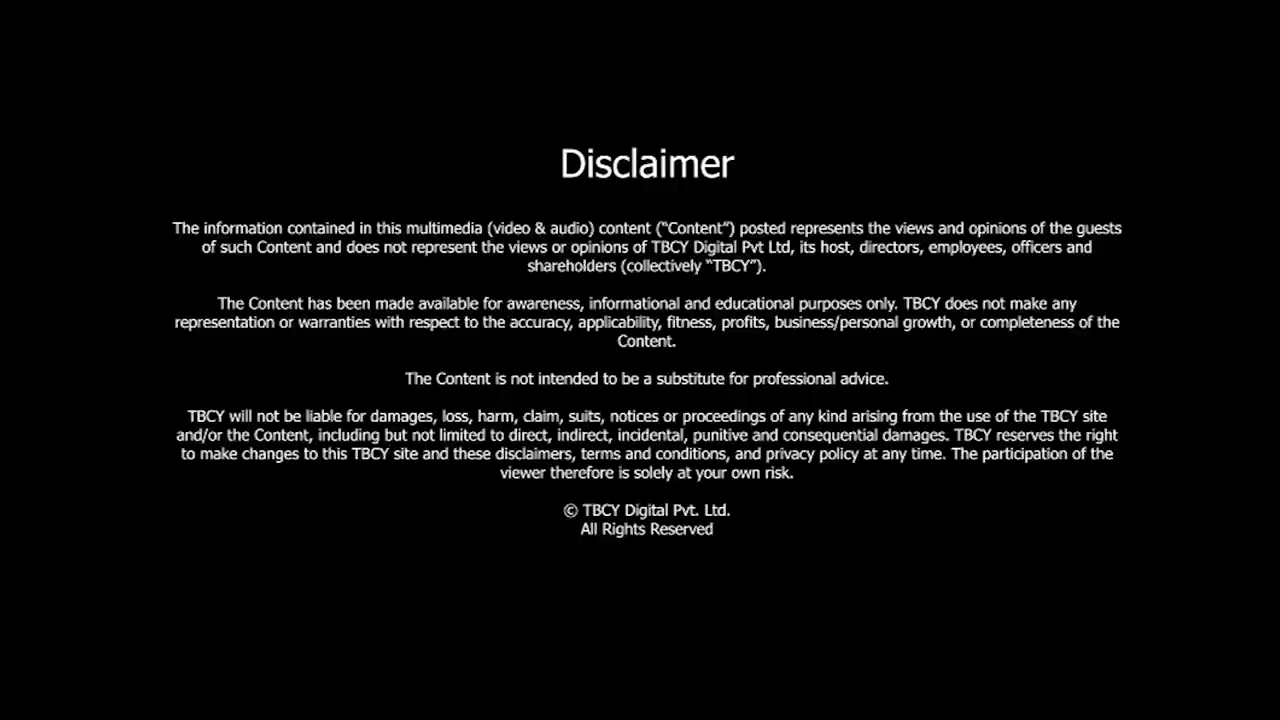 Disclaimer
The information contained in this multimedia (video & audio) content (“Content”) posted represents the views and opinions of the guests
of such Content and does not represent the views or opinions of TBCY Digital Pvt Ltd, its host, directors, employees, officers and
shareholders (collectively “TBCY”).
The Content has been made available for awareness, informational and educational purposes only. TBCY does not make any
representation or warranties with respect to the accuracy, applicability, fitness, profits, business/personal growth, or completeness of the
Content.
The Content is not intended to be a substitute for professional advice.
TBCY will not be liable for damages, loss, harm, claim, suits, notices or proceedings of any kind arising from the use of the TBCY site
and/or the Content, including but not limited to direct, indirect, incidental, punitive and consequential damages. TBCY reserves the right
to make changes to this TBCY site and these disclaimers, terms and conditions, and privacy policy at any time. The participation of the
viewer therefore is solely at your own risk.
© TBCY Digital Pvt. Ltd.
All Rights Reserved